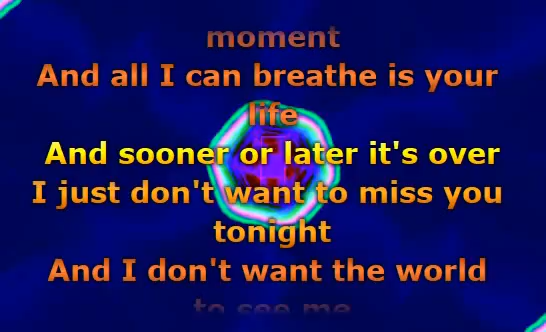 moment
And all I can breathe is your
life
And sooner or later it's over
I just don't want to miss you
tonight
And I don't want the world
to see me